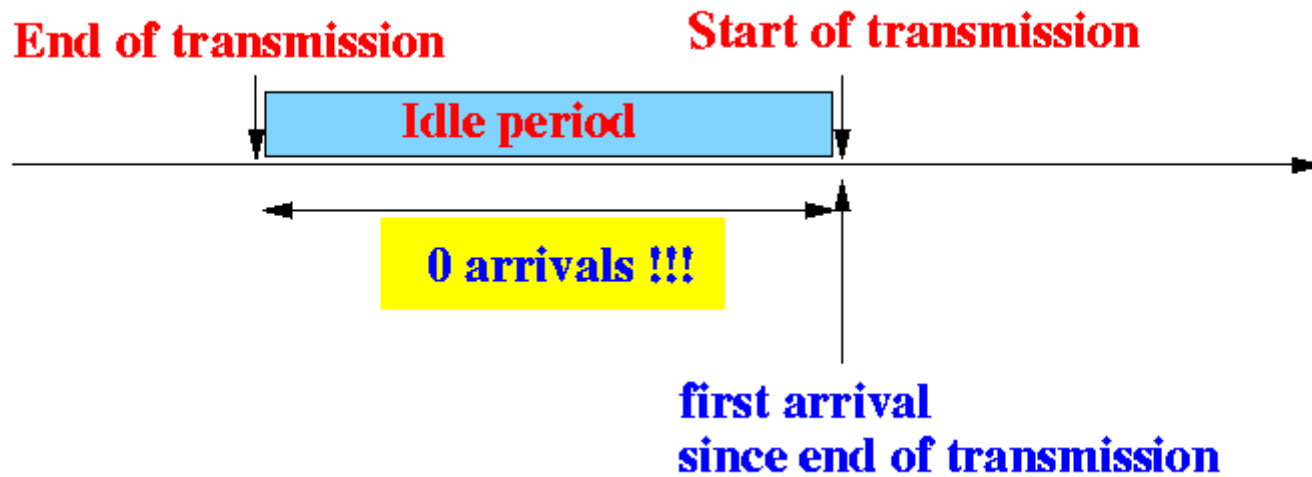 End of transmission
Start of transmission
Idle period
0 arrivals !!!
first arrival
since end of transmission